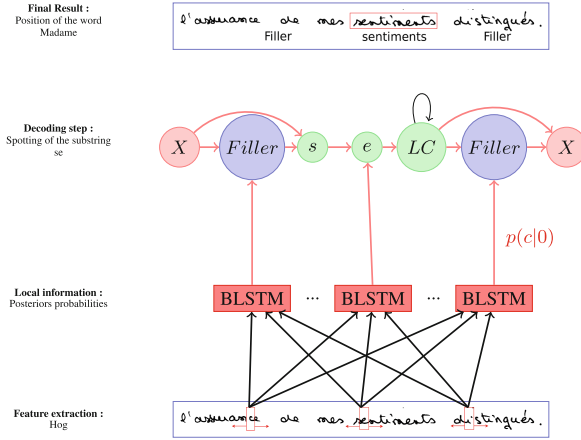 Final Result :
Position of the word
Madame
l'assurance de mes sentiments distingués.
Filler sentiments Filler
Decoding step :
Spotting of the substring
se
X Filler s e LC Filler X
p(c|0)
Local information :
Posteriors probabilities
BLSTM ... BLSTM ... BLSTM
Feature extraction :
Hog
l'assurance de mes sentiments distingués.